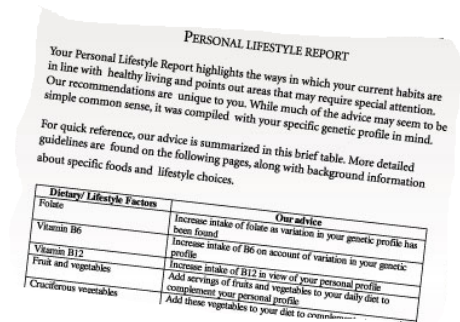 PERSONAL LIFESTYLE REPORT
Your Personal Lifestyle Report highlights the ways in which your current habits are
in line with healthy living and points out areas that may require special attention.
Our recommendations are unique to you. While much of the advice may seem to be
simple common sense, it was compiled with your specific genetic profile in mind.
For quick reference, our advice is summarized in this brief table. More detailed
guidelines are found on the following pages, along with background information
about specific foods and lifestyle choices.
Dietary/ Lifestyle Factors Our advice
Folate Increase intake of folate as variation in your genetic profile has
been found
Vitamin B6 Increase intake of B6 on account of variation in your genetic
profile
Vitamin B12 Increase intake of B12 in view of your personal profile
Fruit and vegetables Add servings of fruits and vegetables to your daily diet to
complement your personal profile
Cruciferous vegetables Add these vegetables to your diet to